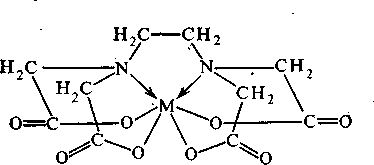 H₂C CH₂
H₂C N N CH₂
H₂C CH₂
M
O O
O=C C=O
C O O C
O O